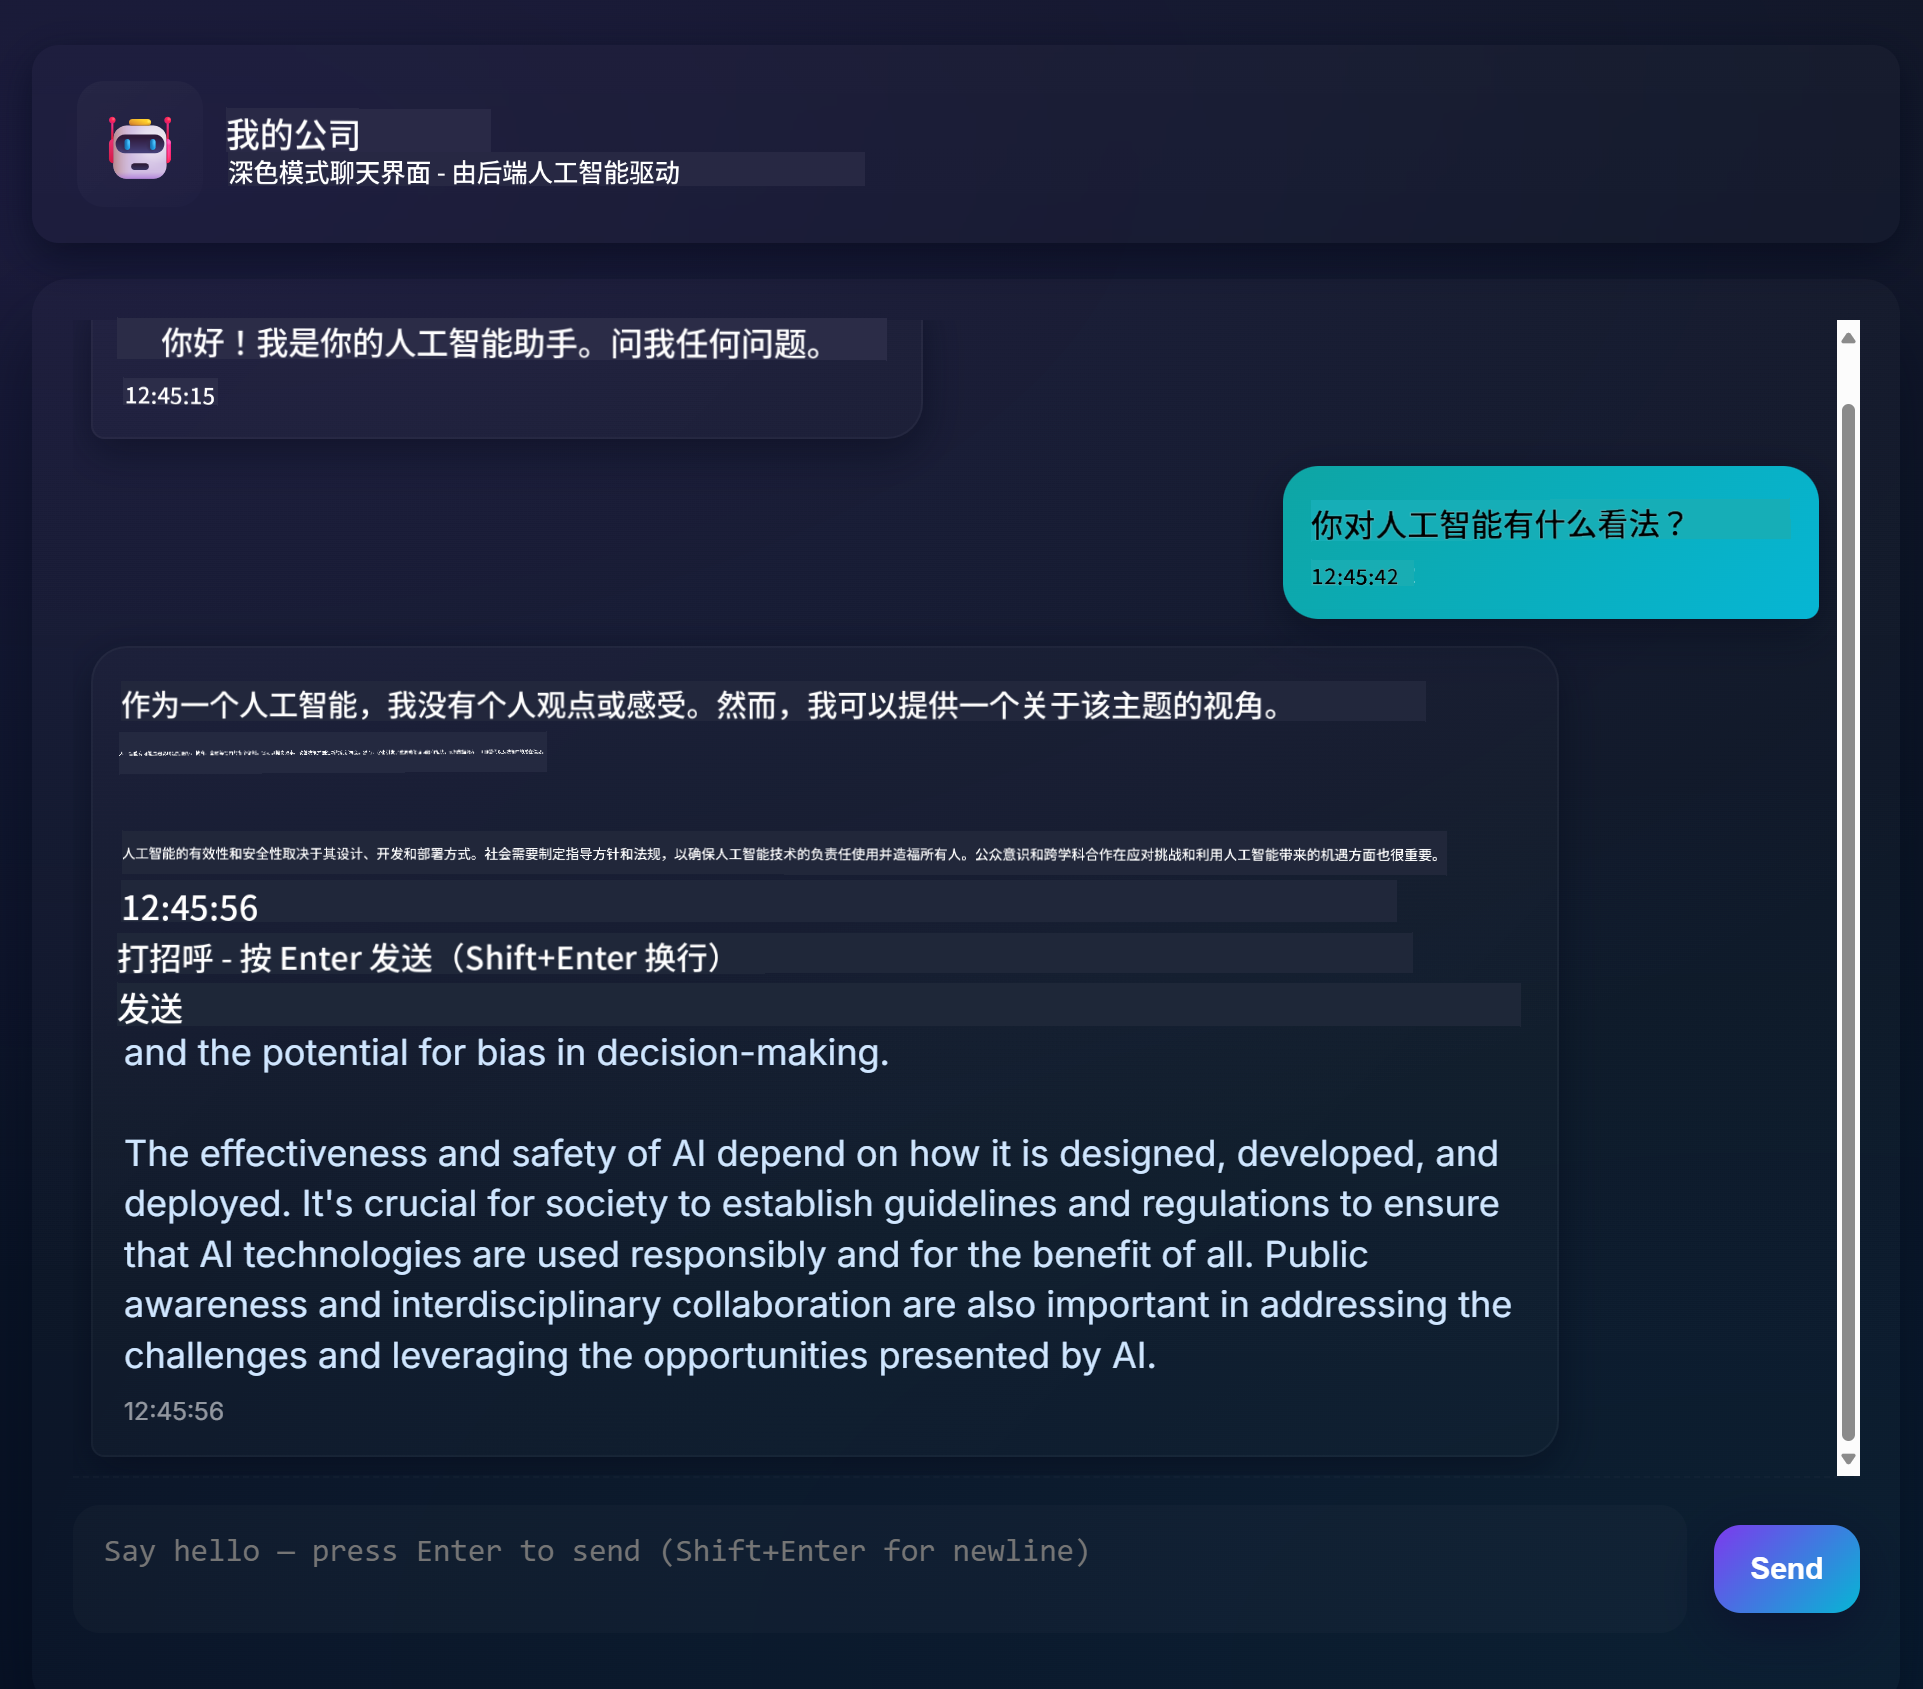 我的公司
深色模式聊天界面 - 由后端人工智能驱动
你好！我是你的人工智能助手。问我任何问题。
12:45:15
你对人工智能有什么看法？
12:45:42
作为一个人工智能，我没有个人观点或感受。然而，我可以提供一个关于该主题的视角。
人工智能的有效性和安全性取决于其设计、开发和部署方式。社会需要制定指导方针和法规，以确保人工智能技术的负责任使用并造福所有人。公众意识和跨学科合作在应对挑战和利用人工智能带来的机遇方面也很重要。
12:45:56
打招呼 - 按 Enter 发送（Shift+Enter 换行）
发送
and the potential for bias in decision-making.
The effectiveness and safety of AI depend on how it is designed, developed, and
deployed. It's crucial for society to establish guidelines and regulations to ensure
that AI technologies are used responsibly and for the benefit of all. Public
awareness and interdisciplinary collaboration are also important in addressing the
challenges and leveraging the opportunities presented by AI.
12:45:56
Say hello — press Enter to send (Shift+Enter for newline)
Send